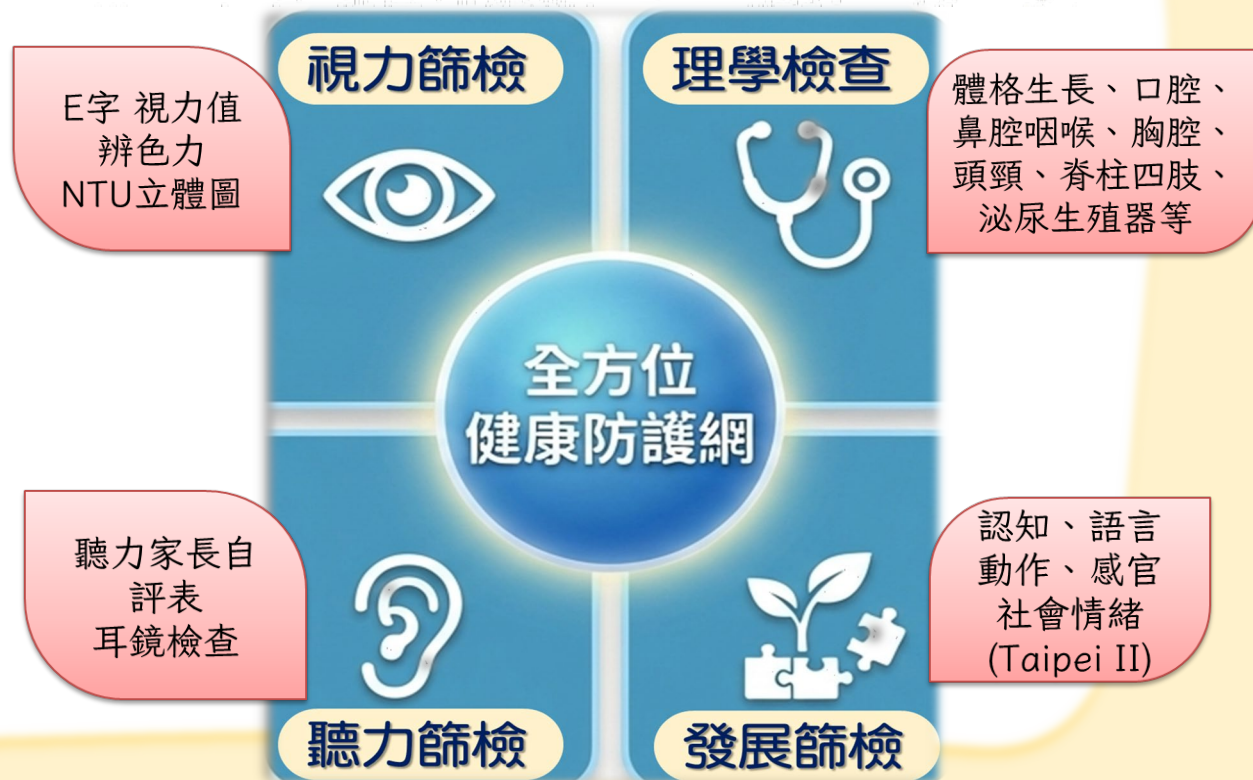 視力篩檢
E字 視力值
辨色力
NTU立體圖
理學檢查
體格生長、口腔、
鼻腔咽喉、胸腔、
頭頸、脊柱四肢、
泌尿生殖器等
全方位
健康防護網
聽力家長自
評表
耳鏡檢查
聽力篩檢
認知、語言
動作、感官
社會情緒
(Taipei II)
發展篩檢